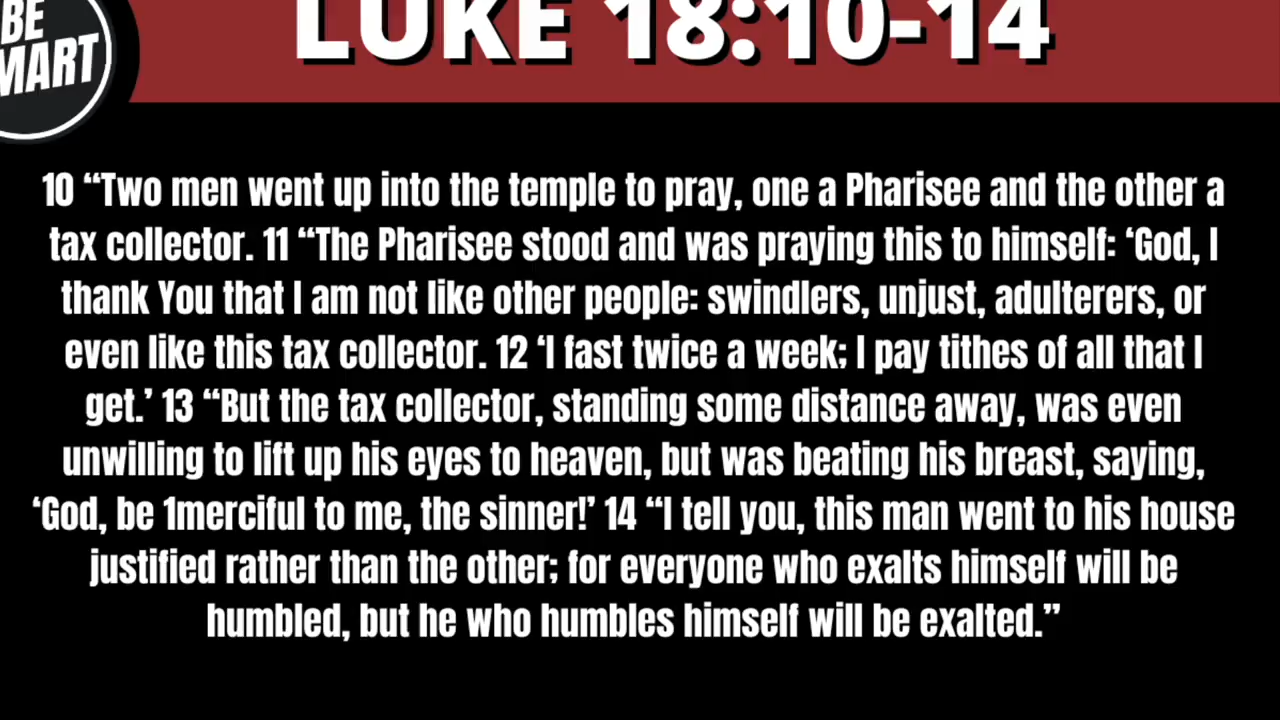 BE
MART
LUKE 18:10-14
10 “Two men went up into the temple to pray, one a Pharisee and the other a
tax collector. 11 “The Pharisee stood and was praying this to himself: ‘God, I
thank You that I am not like other people: swindlers, unjust, adulterers, or
even like this tax collector. 12 ‘I fast twice a week; I pay tithes of all that I
get.’ 13 “But the tax collector, standing some distance away, was even
unwilling to lift up his eyes to heaven, but was beating his breast, saying,
‘God, be 1merciful to me, the sinner!’ 14 “I tell you, this man went to his house
justified rather than the other; for everyone who exalts himself will be
humbled, but he who humbles himself will be exalted.”